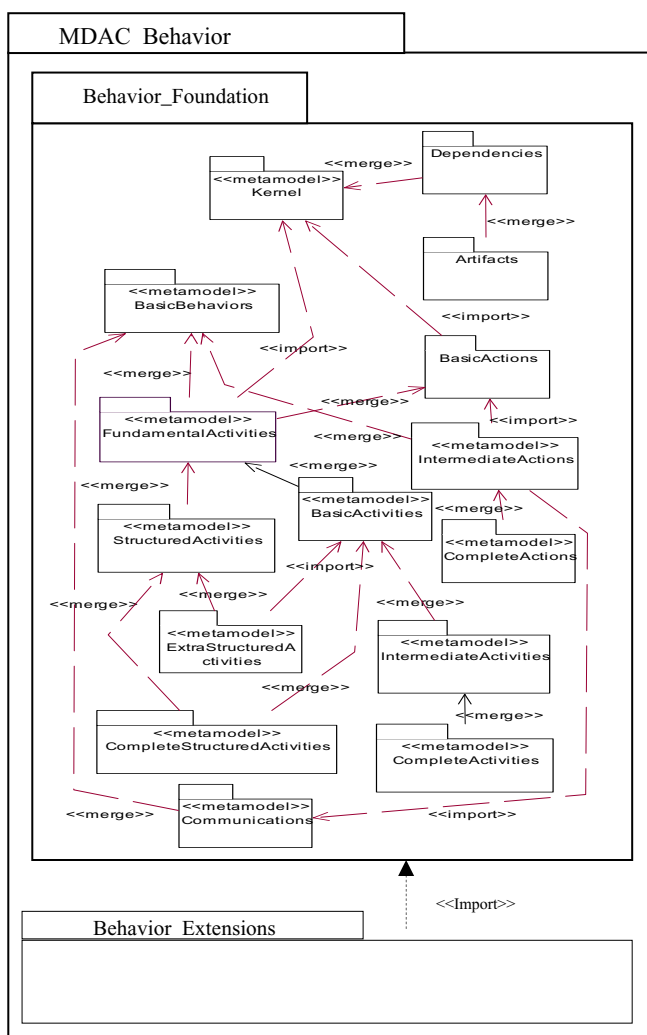 MDAC Behavior
Behavior_Foundation
<<metamodel>>
Kernel
<<merge>>
Dependencies
<<merge>>
Artifacts
<<metamodel>>
BasicBehaviors
<<import>>
<<import>>
BasicActions
<<merge>>
<<metamodel>>
FundamentalActivities
<<merge>>
<<import>>
<<merge>>
<<metamodel>>
IntermediateActions
<<merge>>
<<merge>>
<<metamodel>>
BasicActivities
<<merge>>
<<metamodel>>
StructuredActivities
<<metamodel>>
CompleteActions
<<import>>
<<merge>>
<<merge>>
<<merge>>
<<metamodel>>
ExtraStructuredA
ctivities
<<metamodel>>
IntermediateActivities
<<merge>>
<<merge>>
<<metamodel>>
CompleteStructuredActivities
<<metamodel>>
CompleteActivities
<<merge>>
<<metamodel>>
Communications
<<import>>
<<Import>>
Behavior Extensions